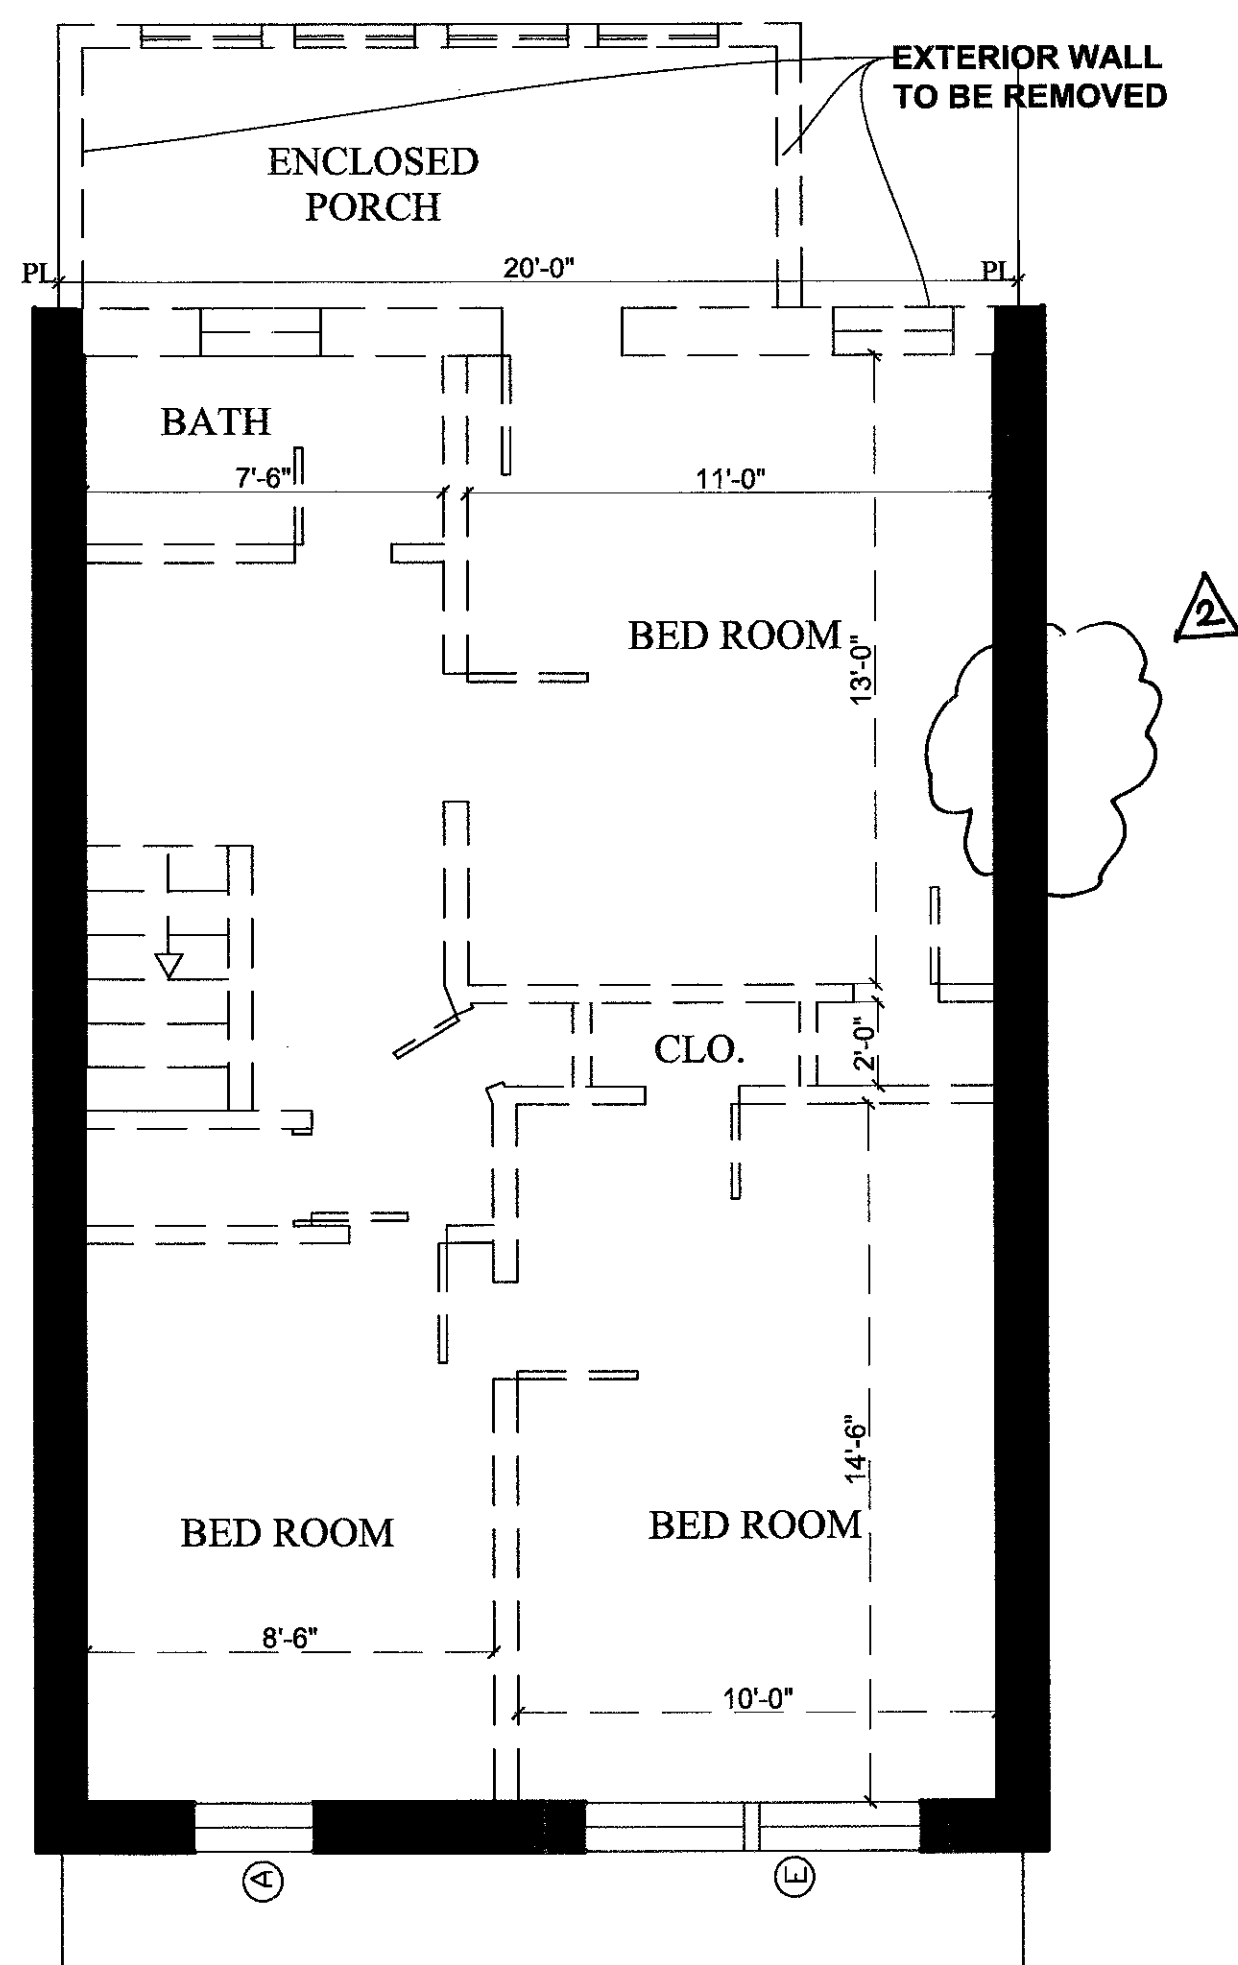 EXTERIOR WALL
TO BE REMOVED
ENCLOSED
PORCH
PL
20'-0"
PL
BATH
7'-6"
11'-0"
2
BED ROOM
13'-0"
CLO.
2'-0"
14'-6"
BED ROOM
BED ROOM
8'-6"
10'-0"
A
E